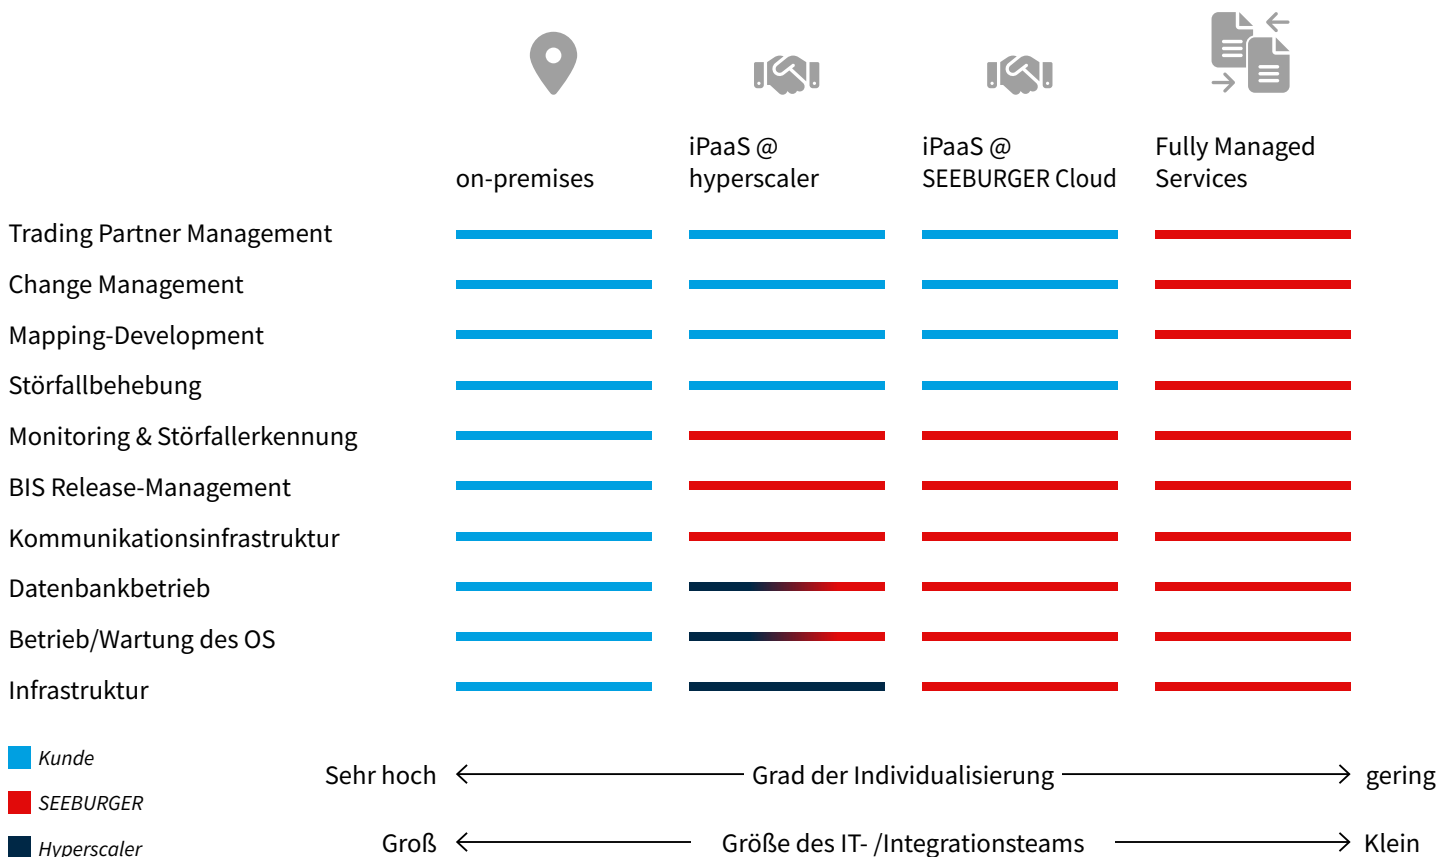 on-premises
iPaaS @
hyperscaler
iPaaS @
SEEBURGER Cloud
Fully Managed
Services
Trading Partner Management
Change Management
Mapping-Development
Störfallbehebung
Monitoring & Störfallerkennung
BIS Release-Management
Kommunikationsinfrastruktur
Datenbankbetrieb
Betrieb/Wartung des OS
Infrastruktur
Kunde
SEEBURGER
Hyperscaler
Sehr hoch Grad der Individualisierung gering
Groß Größe des IT- /Integrationsteams Klein